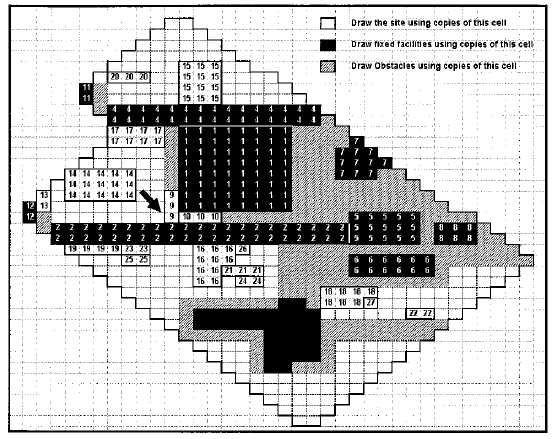 Draw the site using copies of this cell
Draw fixed facilities using copies of this cell
15 15 15 Draw Obstacles using copies of this cell
20 20 20 15 15 15
11 15 15 15
11 15 15 15
4 4 4 4 4 4 4 4 4 4 4 4 4 4 4
4 4 4 4 4 4 4 4 4 4 4 4 4 4 4
17 17 17 17 1 1 1 1 1 1 1 1
17 17 17 17 1 1 1 1 1 1 1 1 7
1 1 1 1 1 1 1 1 7 7 7
1 1 1 1 1 1 1 1 7 7 7 7
14 14 14 14 14 1 1 1 1 1 1 1 1 7 7 7
14 14 14 14 14 1 1 1 1 1 1 1 1
13 14 14 14 14 14 9 1 1 1 1 1 1 1 1
12 13 9 1 1 1 1 1 1 1 1
12 9 10 10 10 5 5 5 5 5
2 2 2 2 2 2 2 2 2 2 2 2 2 2 2 2 2 2 2 2 2 5 5 5 5 5 8 8 8
2 2 2 2 2 2 2 2 2 2 2 2 2 2 2 2 2 2 2 2 2 5 5 5 5 5 8 8 8
19 19 19 19 23 23 16 16 16 26
25 25 16 16 16 6 6 6 6 6 6
16 16 21 21 21 6 6 6 6 6 6
16 16 24 24
18 18 18 18
18 18 18 27
22 22